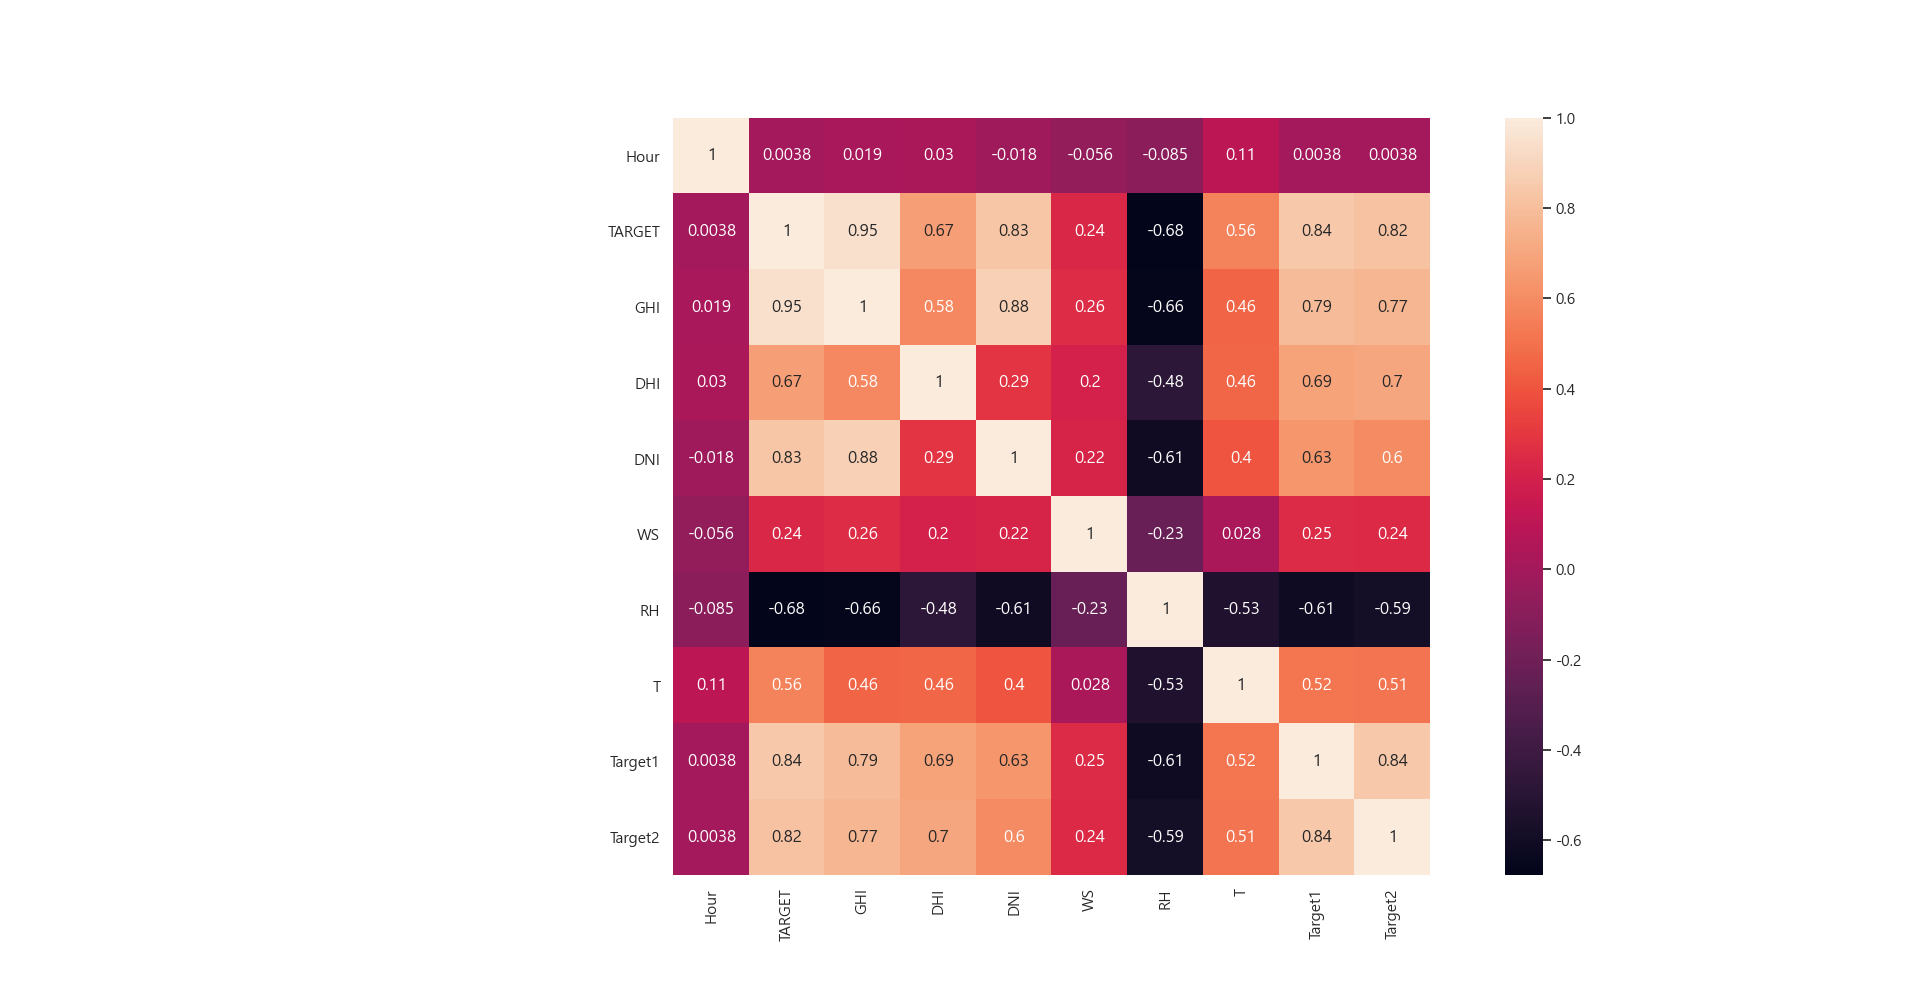 Hour 1 0.0038 0.019 0.03 -0.018 -0.056 -0.085 0.11 0.0038 0.0038
TARGET 0.0038 1 0.95 0.67 0.83 0.24 -0.68 0.56 0.84 0.82
GHI 0.019 0.95 1 0.58 0.88 0.26 -0.66 0.46 0.79 0.77
DHI 0.03 0.67 0.58 1 0.29 0.2 -0.48 0.46 0.69 0.7
DNI -0.018 0.83 0.88 0.29 1 0.22 -0.61 0.4 0.63 0.6
WS -0.056 0.24 0.26 0.2 0.22 1 -0.23 0.028 0.25 0.24
RH -0.085 -0.68 -0.66 -0.48 -0.61 -0.23 1 -0.53 -0.61 -0.59
T 0.11 0.56 0.46 0.46 0.4 0.028 -0.53 1 0.52 0.51
Target1 0.0038 0.84 0.79 0.69 0.63 0.25 -0.61 0.52 1 0.84
Target2 0.0038 0.82 0.77 0.7 0.6 0.24 -0.59 0.51 0.84 1
Hour TARGET GHI DHI DNI WS RH T Target1 Target2
1.0
0.8
0.6
0.4
0.2
0.0
-0.2
-0.4
-0.6